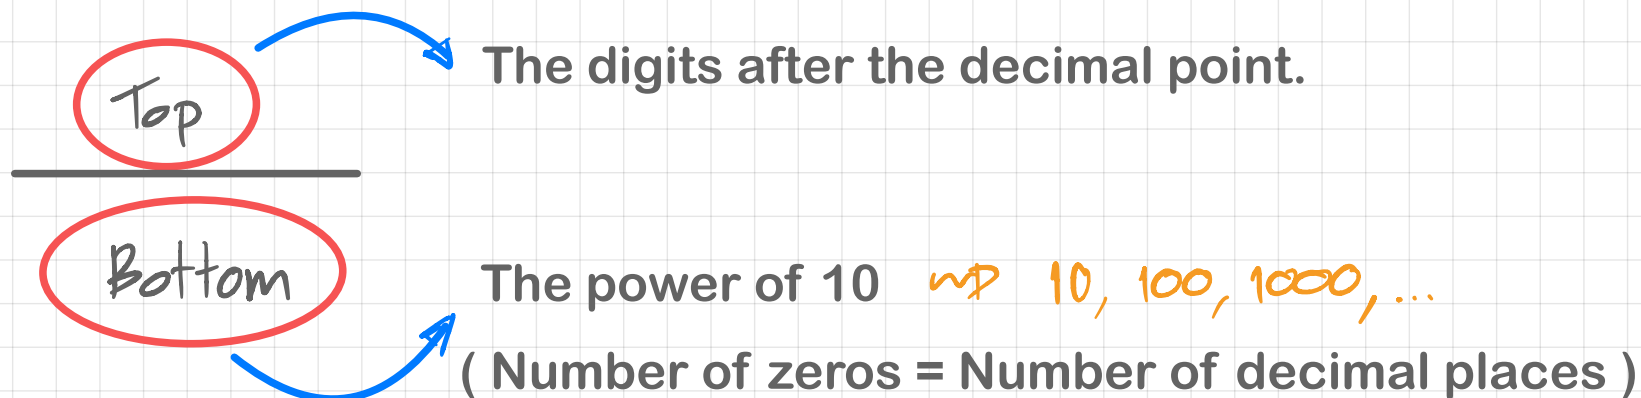 Top
The digits after the decimal point.
Bottom
The power of 10 → 10, 100, 1000, ...
( Number of zeros = Number of decimal places )